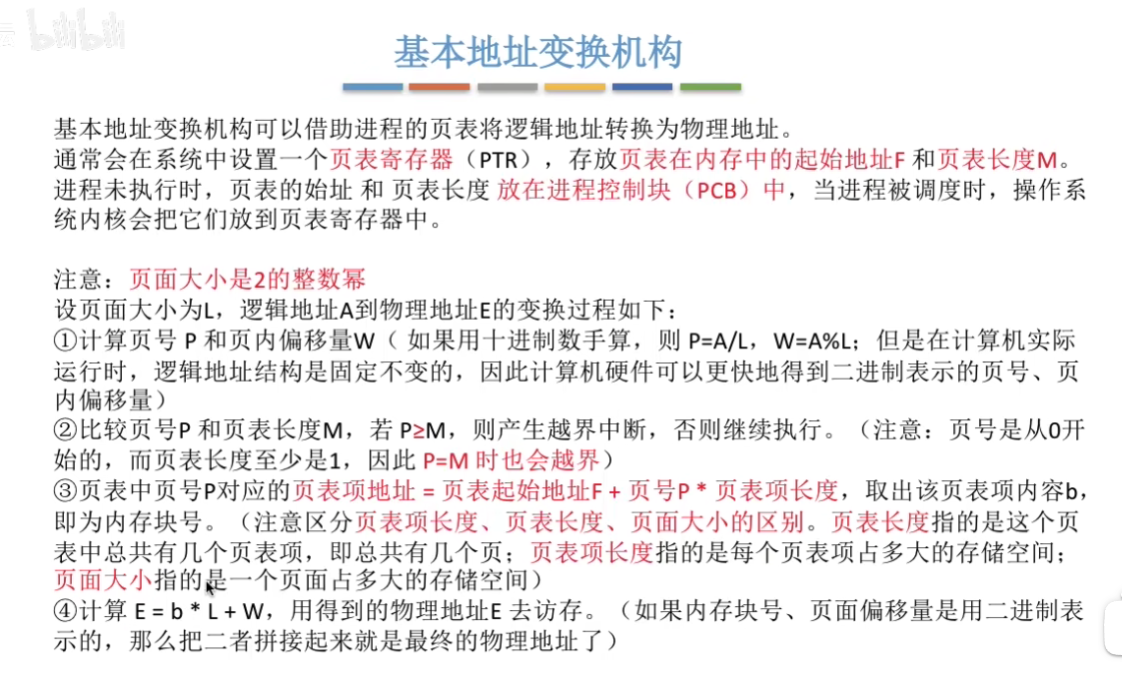 bilibili
基本地址变换机构
基本地址变换机构可以借助进程的页表将逻辑地址转换为物理地址。
通常会在系统中设置一个页表寄存器（PTR），存放页表在内存中的起始地址F 和页表长度M。
进程未执行时，页表的始址 和 页表长度 放在进程控制块（PCB）中，当进程被调度时，操作系
统内核会把它们放到页表寄存器中。
注意：页面大小是2的整数幂
设页面大小为L，逻辑地址A到物理地址E的变换过程如下：
①计算页号 P 和页内偏移量W（ 如果用十进制数手算，则 P=A/L，W=A%L；但是在计算机实际
运行时，逻辑地址结构是固定不变的，因此计算机硬件可以更快地得到二进制表示的页号、页
内偏移量）
②比较页号P 和页表长度M，若 P≥M，则产生越界中断，否则继续执行。（注意：页号是从0开
始的，而页表长度至少是1，因此 P=M 时也会越界）
③页表中页号P对应的页表项地址 = 页表起始地址F + 页号P * 页表项长度，取出该页表项内容b，
即为内存块号。（注意区分页表项长度、页表长度、页面大小的区别。页表长度指的是这个页
表中总共有几个页表项，即总共有几个页；页表项长度指的是每个页表项占多大的存储空间；
页面大小指的是一个页面占多大的存储空间）
④计算 E = b * L + W，用得到的物理地址E 去访存。（如果内存块号、页面偏移量是用二进制表
示的，那么把二者拼接起来就是最终的物理地址了）